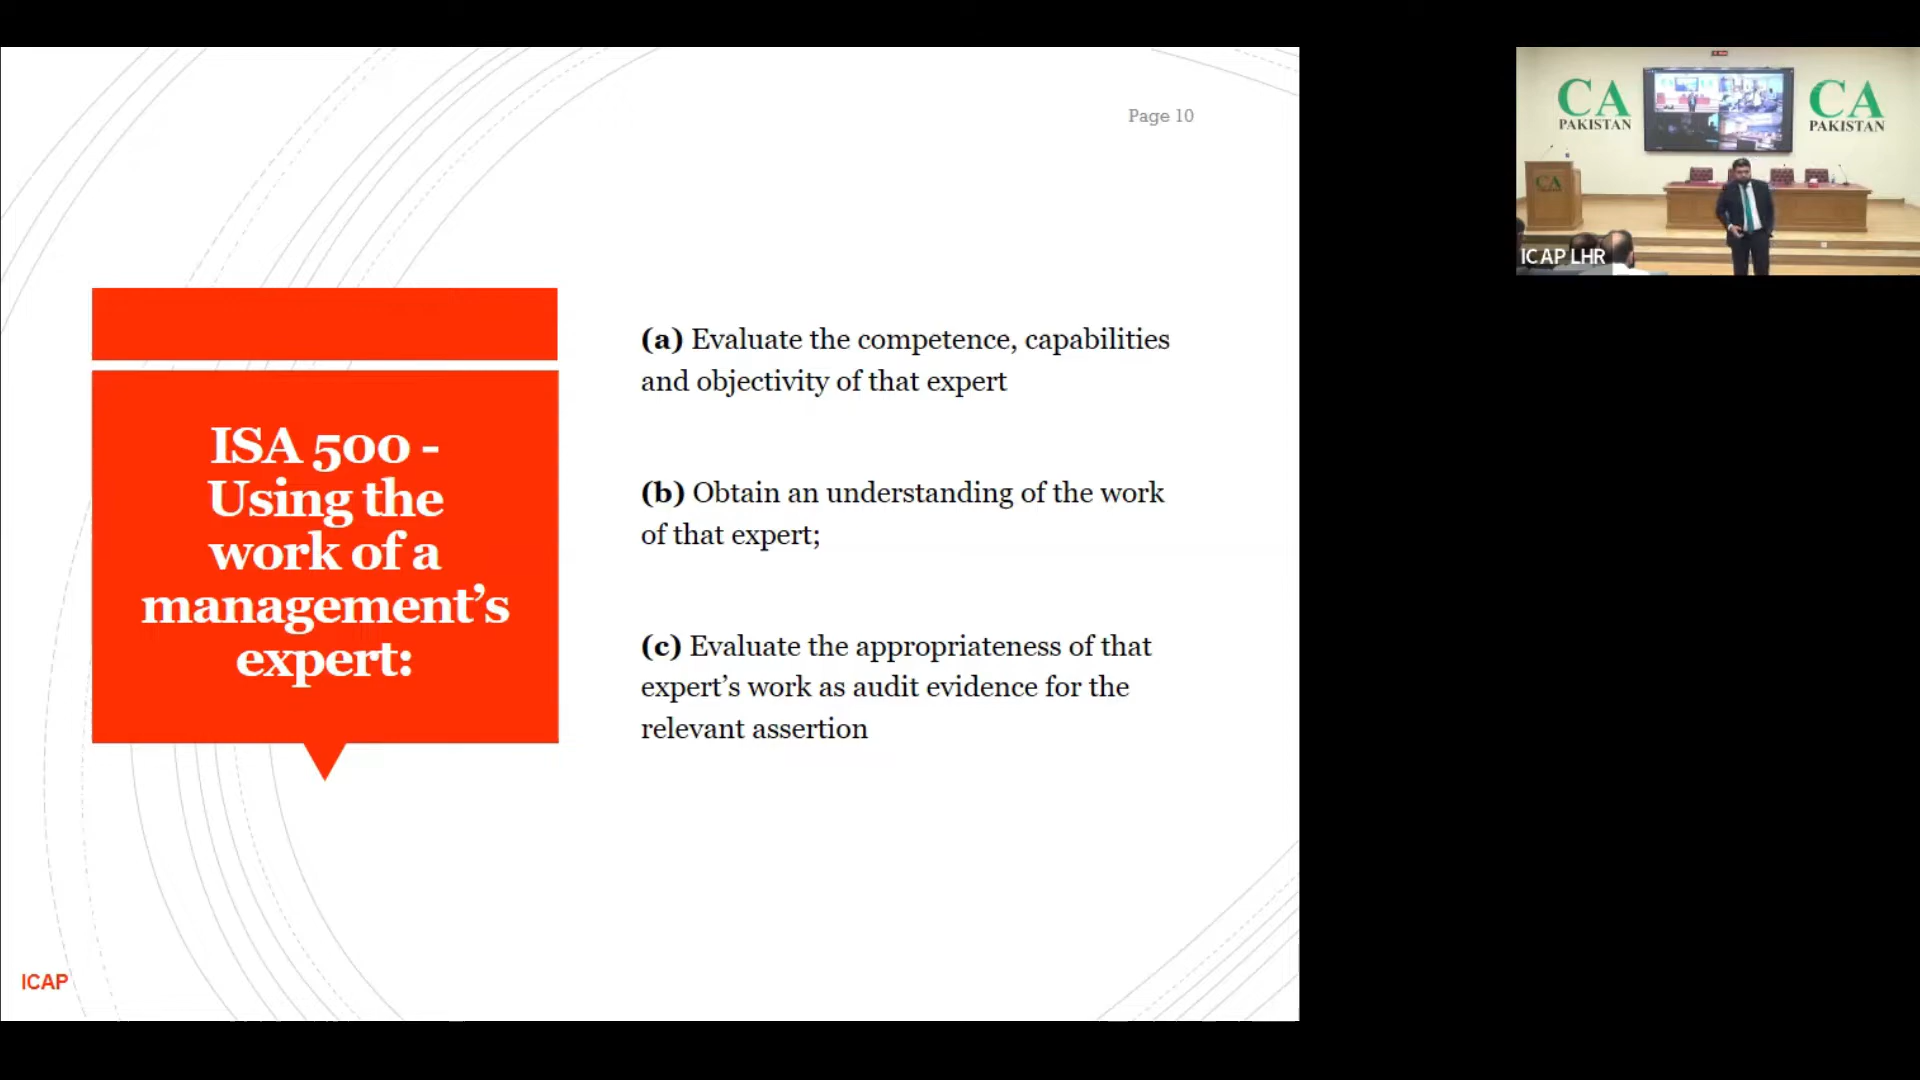 Page 10
ISA 500 -
Using the
work of a
management’s
expert:
(a) Evaluate the competence, capabilities
and objectivity of that expert
(b) Obtain an understanding of the work
of that expert;
(c) Evaluate the appropriateness of that
expert’s work as audit evidence for the
relevant assertion
ICAP
CA
PAKISTAN
CA
PAKISTAN
CA
ICAP LHR